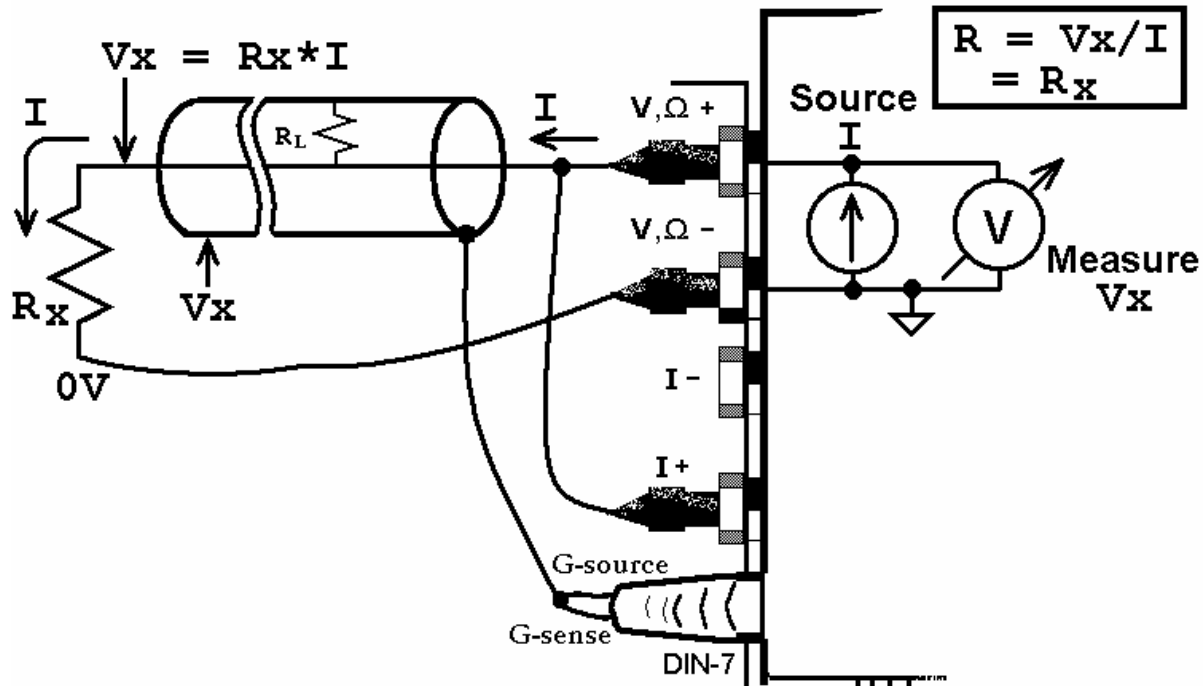 R = Vx/I
= Rx
Vx = Rx*I
Source
I
I
I
V,Ω +
RL
V
V,Ω -
Measure
Vx
Vx
Rx
0V
I -
I +
G-source
G-sense
DIN-7